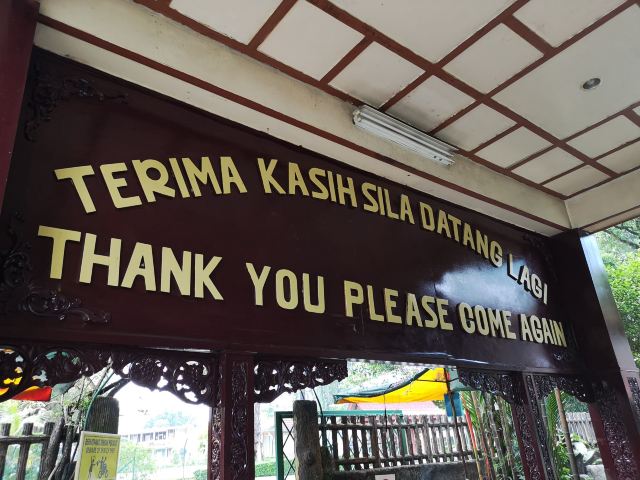 TERIMA KASIH SILA DATANG LAGI
THANK YOU PLEASE COME AGAIN